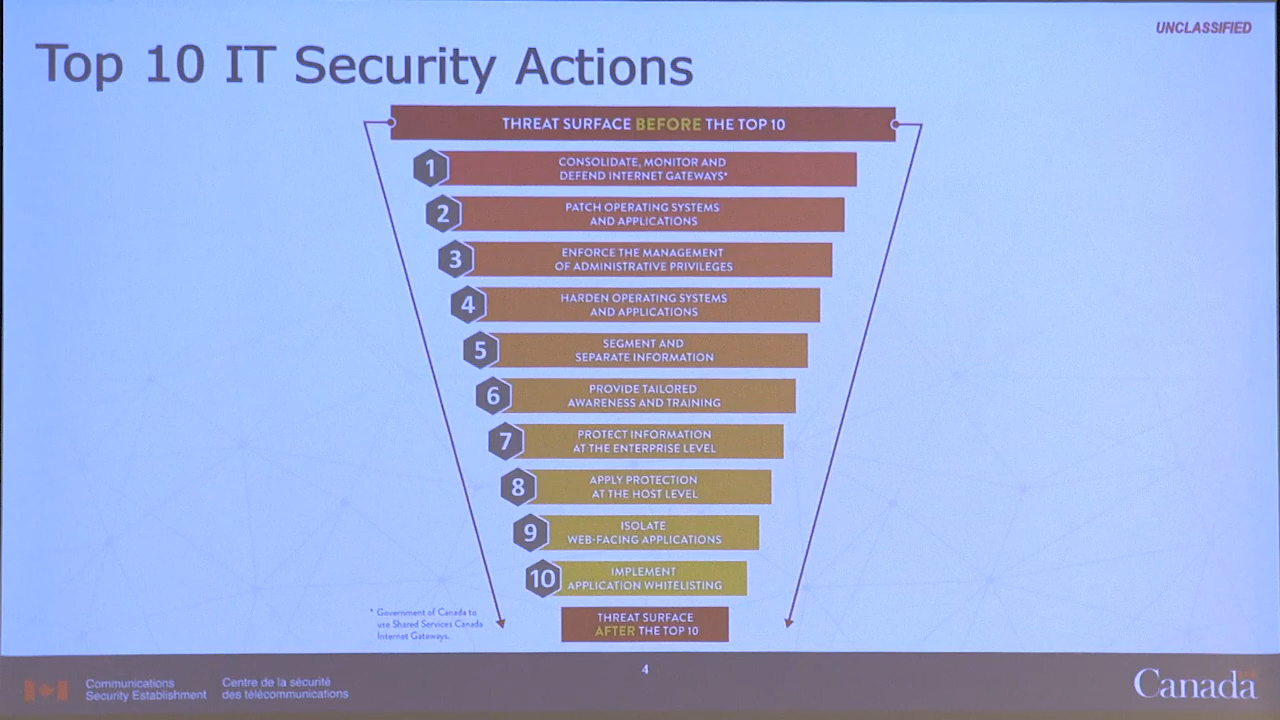 UNCLASSIFIED
Top 10 IT Security Actions
THREAT SURFACE BEFORE THE TOP 10
1
CONSOLIDATE, MONITOR AND
DEFEND INTERNET GATEWAYS*
2
PATCH OPERATING SYSTEMS
AND APPLICATIONS
3
ENFORCE THE MANAGEMENT
OF ADMINISTRATIVE PRIVILEGES
4
HARDEN OPERATING SYSTEMS
AND APPLICATIONS
5
SEGMENT AND
SEPARATE INFORMATION
6
PROVIDE TAILORED
AWARENESS AND TRAINING
7
PROTECT INFORMATION
AT THE ENTERPRISE LEVEL
8
APPLY PROTECTION
AT THE HOST LEVEL
9
ISOLATE
WEB-FACING APPLICATIONS
10
IMPLEMENT
APPLICATION WHITELISTING
THREAT SURFACE
AFTER THE TOP 10
* Government of Canada to
use Shared Services Canada
Internet Gateways.
4
Communications
Security Establishment
Centre de la sécurité
des télécommunications
Canada